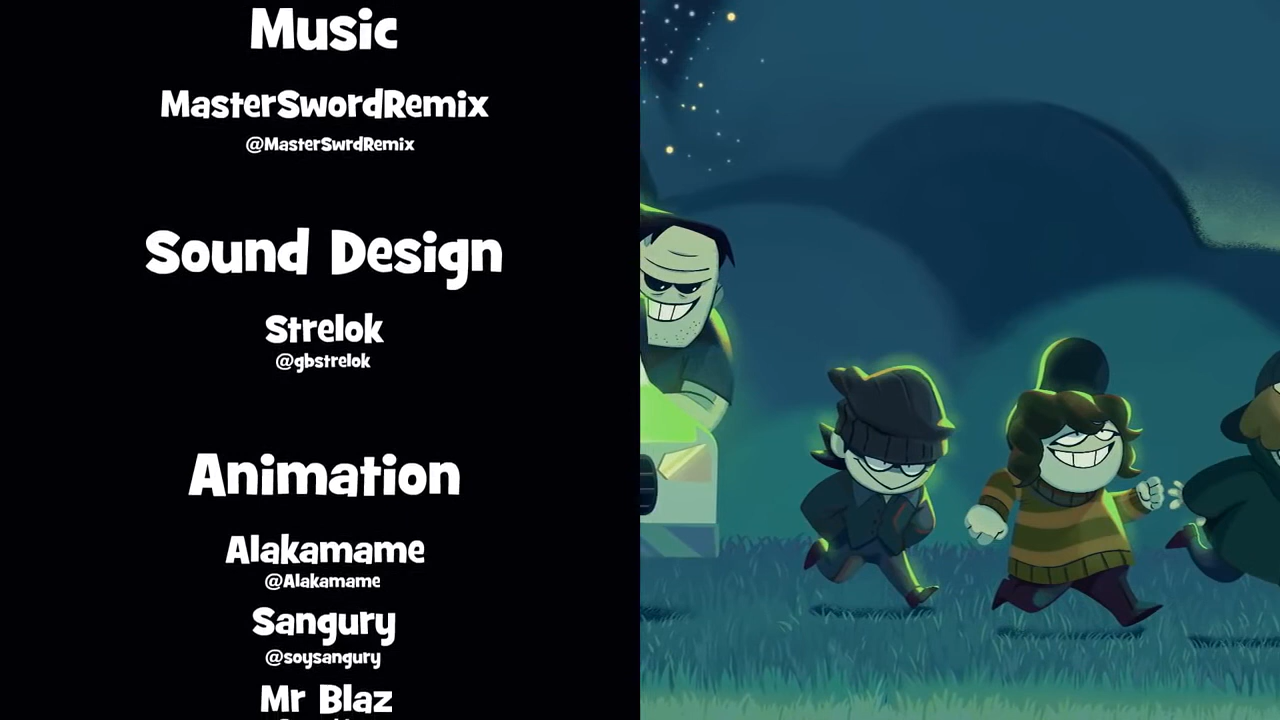 Music
MasterSwordRemix
@MasterSwrdRemix
Sound Design
Strelok
@gbstrelok
Animation
Alakamame
@Alakamame
Sangury
@soysangury
Mr Blaz